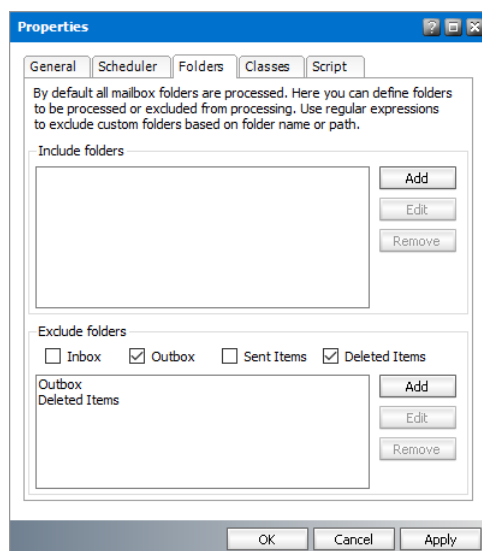 Properties
General Scheduler Folders Classes Script
By default all mailbox folders are processed. Here you can define folders
to be processed or excluded from processing. Use regular expressions
to exclude custom folders based on folder name or path.
Include folders
Add
Edit
Remove
Exclude folders
Inbox Outbox Sent Items Deleted Items
Outbox
Deleted Items
Add
Edit
Remove
OK Cancel Apply